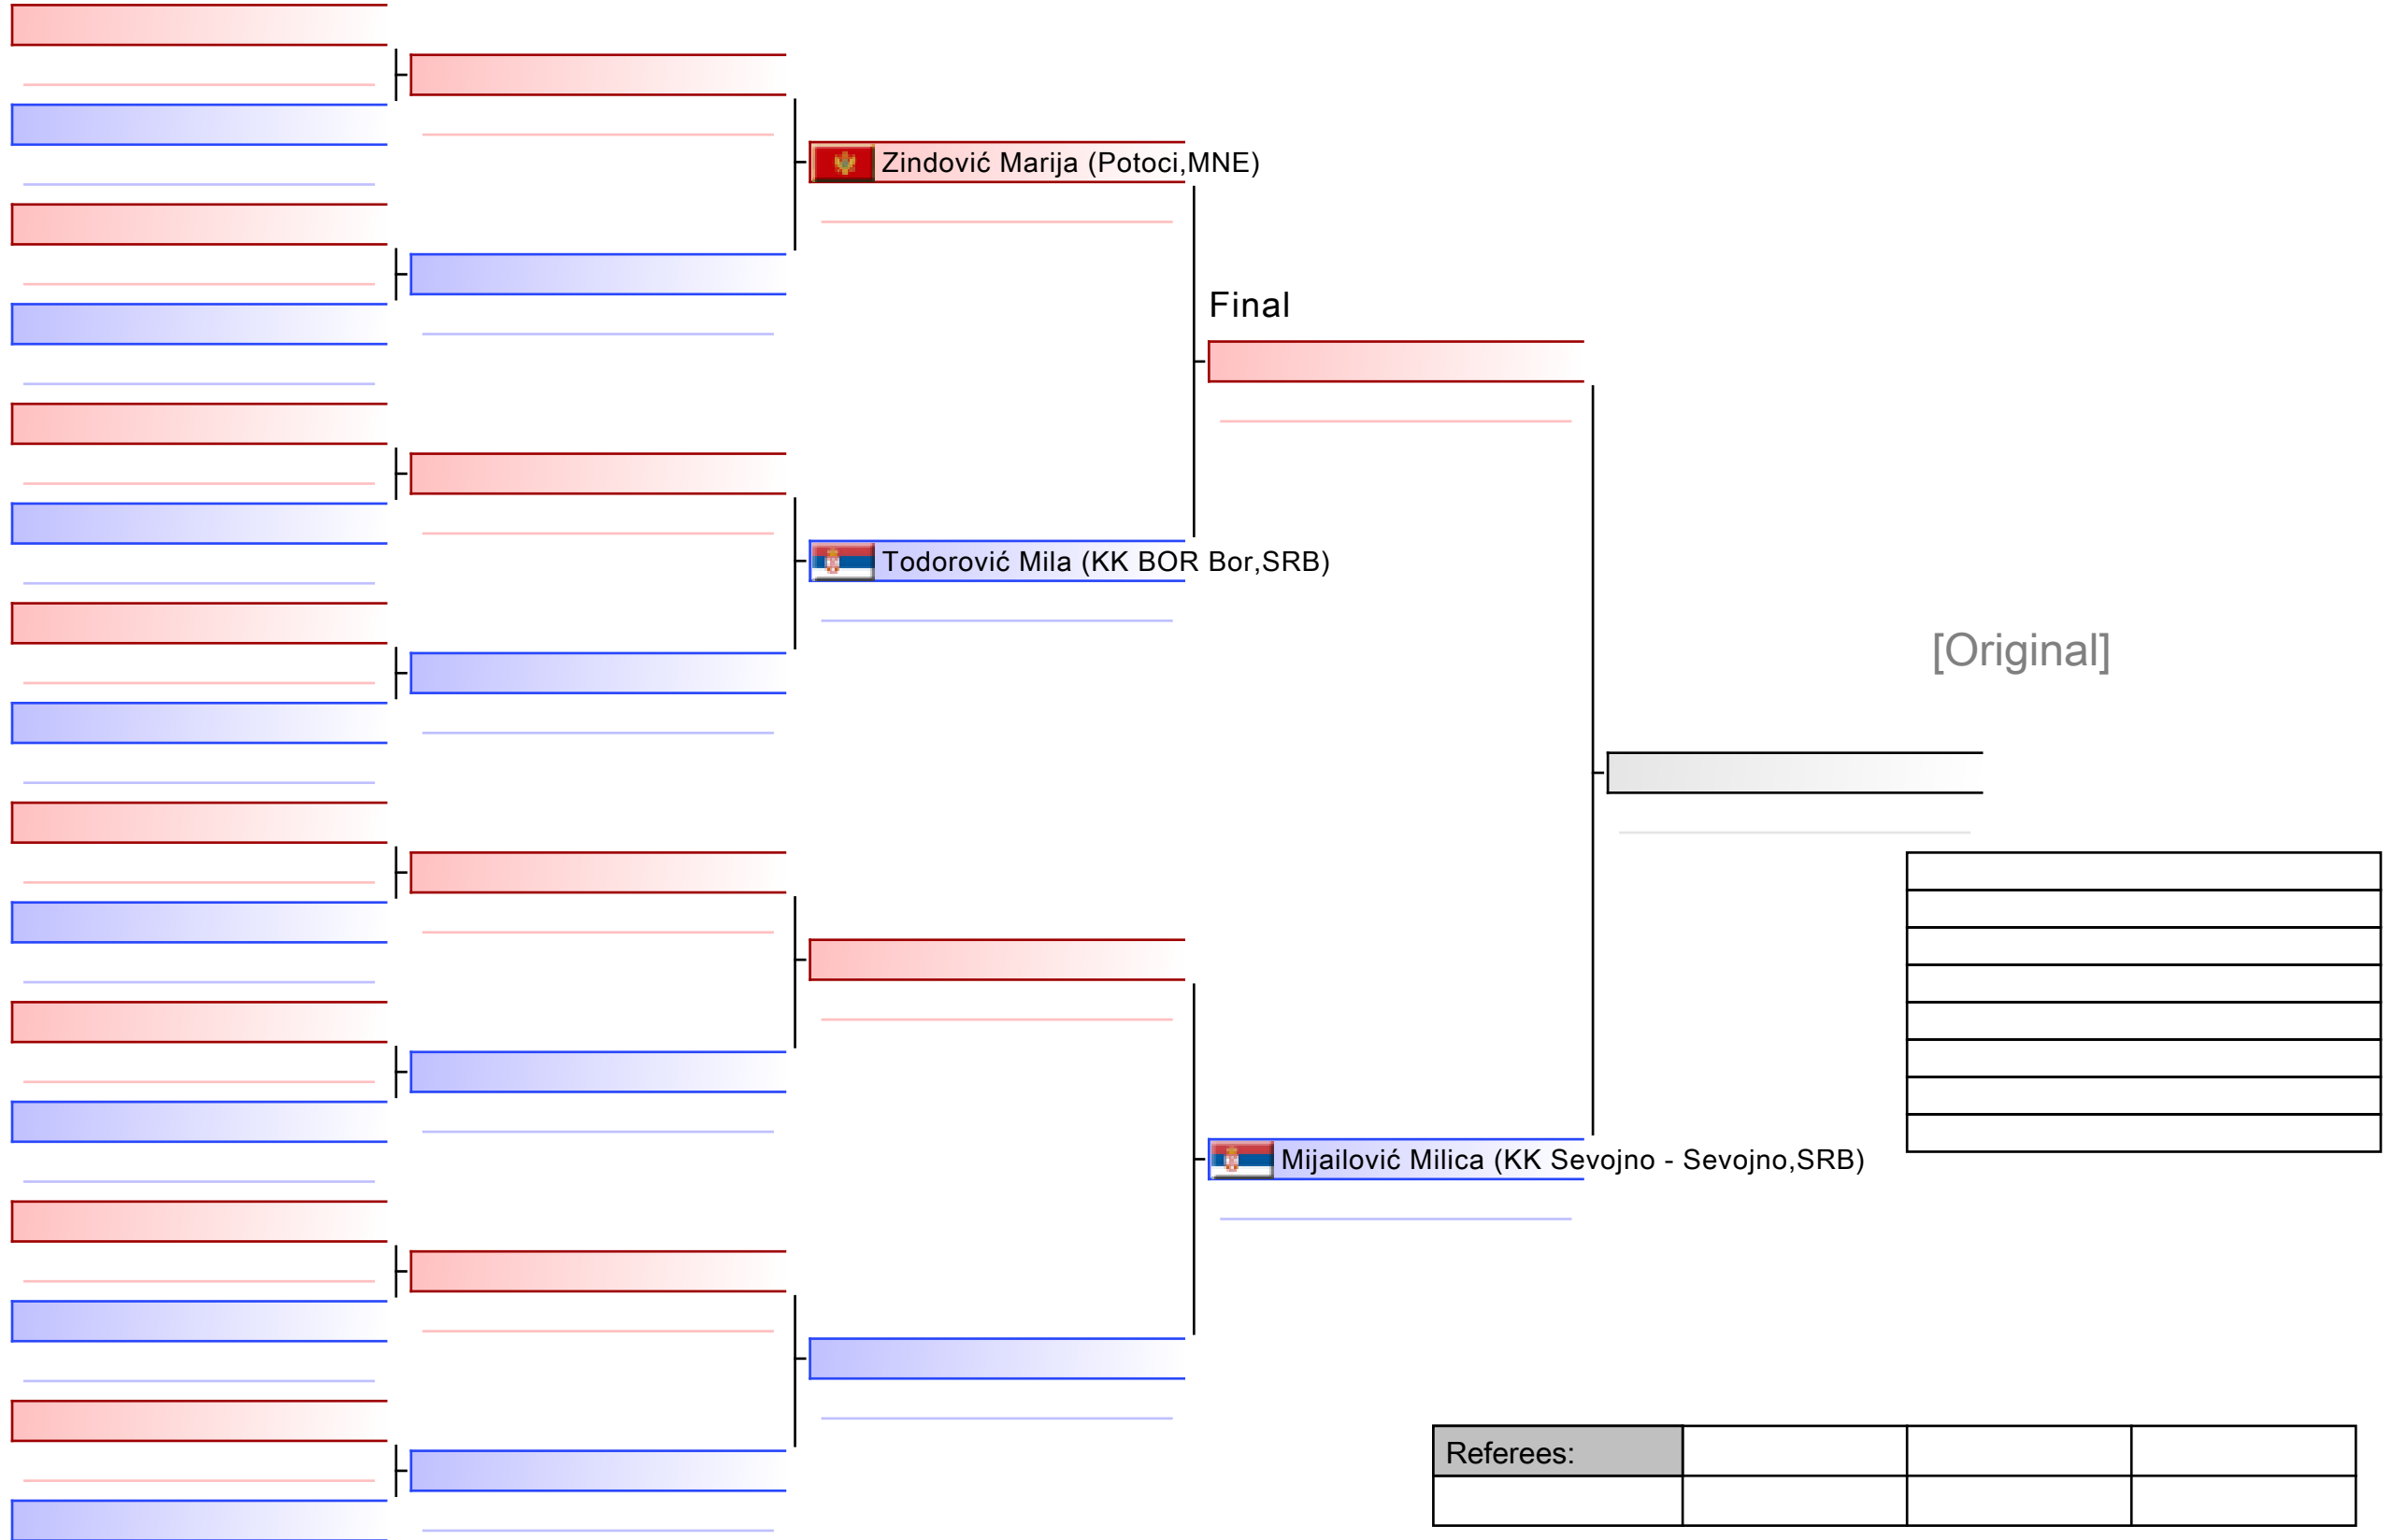 Zindović Marija (Potoci,MNE)
Final
Todorović Mila (KK BOR Bor,SRB)
[Original]
Mijailović Milica (KK Sevojno - Sevojno,SRB)
Referees: